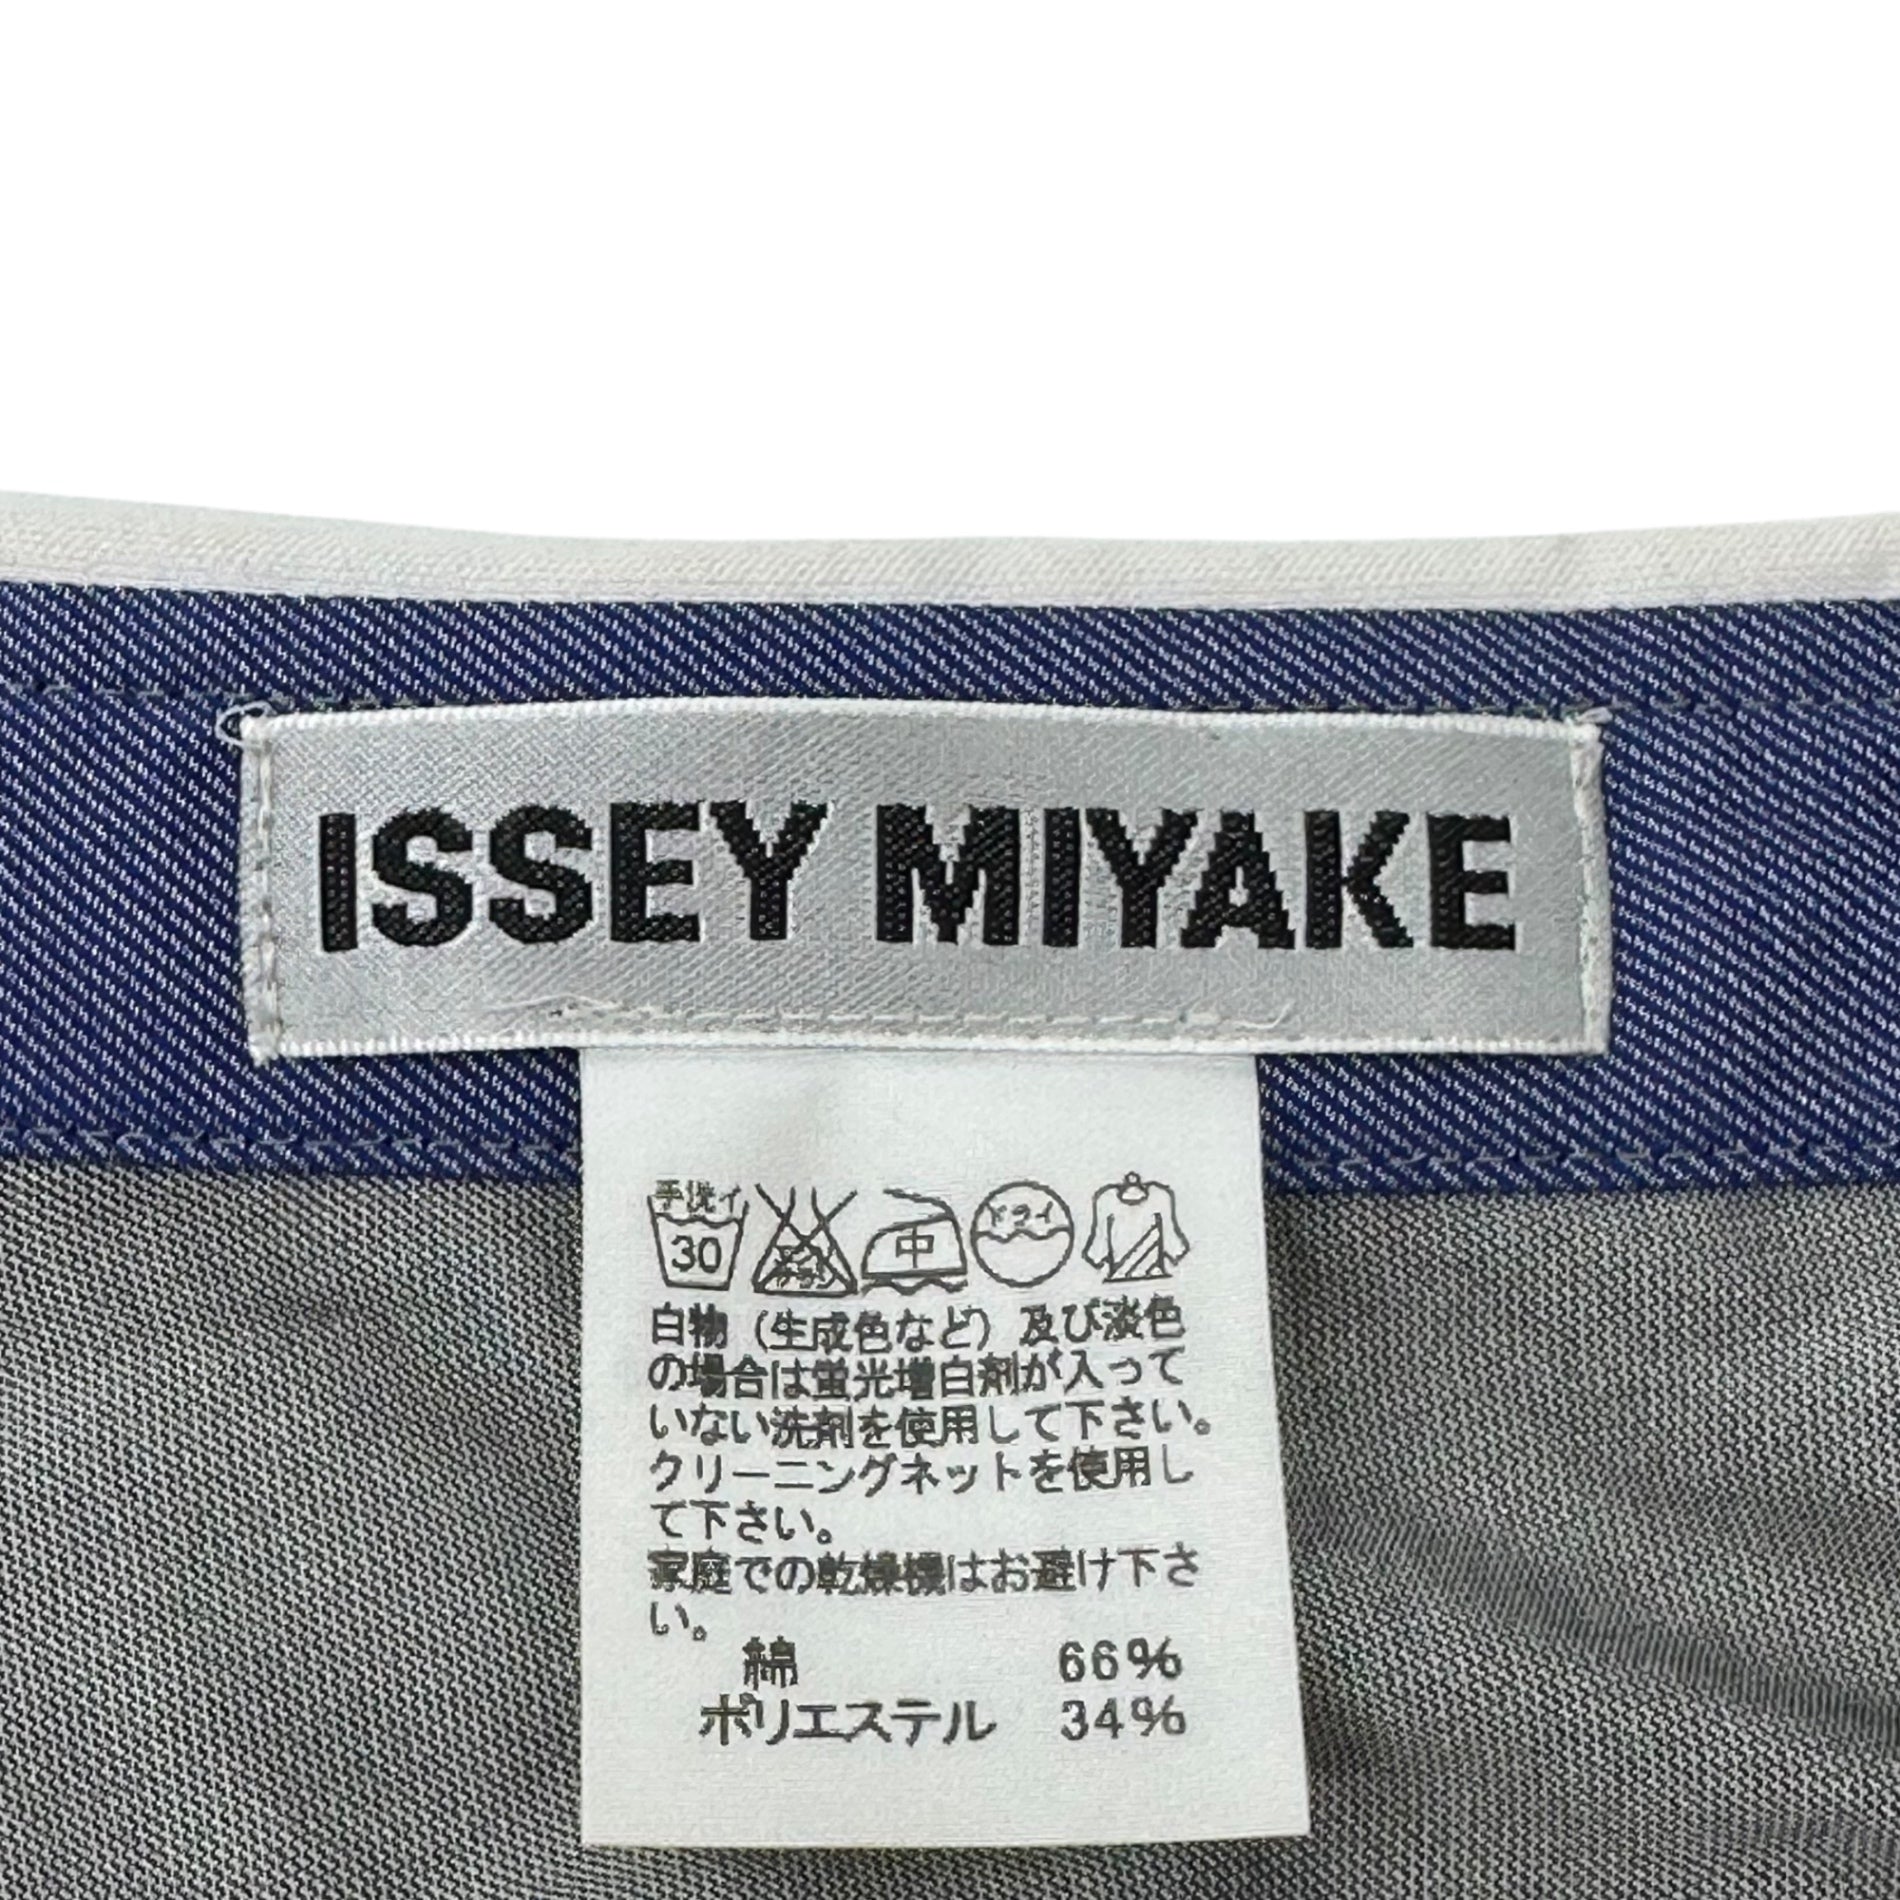 ISSEY MIYAKE
手洗イ
30
中
ドライ
白物（生成色など）及び淡色
の場合は蛍光増白剤が入って
いない洗剤を使用して下さい。
クリーニングネットを使用し
て下さい。
家庭での乾燥機はお避け下さ
い。
綿 66%
ポリエステル 34%